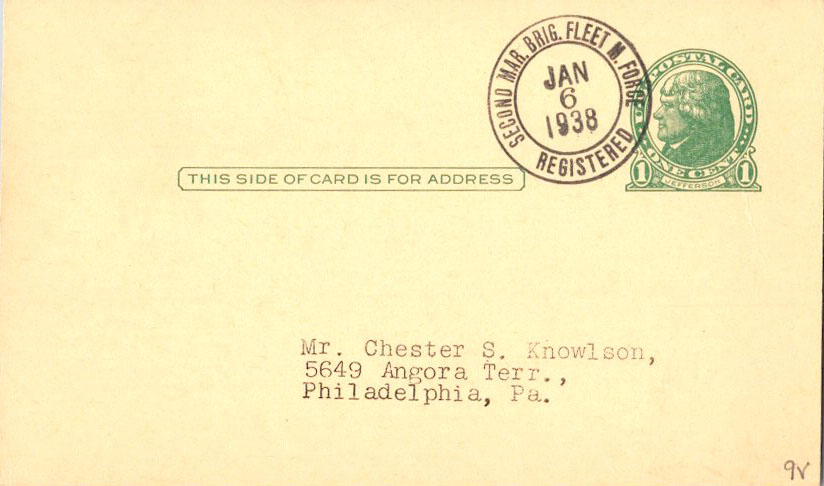 SECOND MAR. BRIG. FLEET M. FORCE
JAN
6
1938
REGISTERED
U.S. POSTAL CARD
ONE CENT
1 JEFFERSON 1
THIS SIDE OF CARD IS FOR ADDRESS
Mr. Chester S. Knowlson,
5649 Angora Terr.,
Philadelphia, Pa.